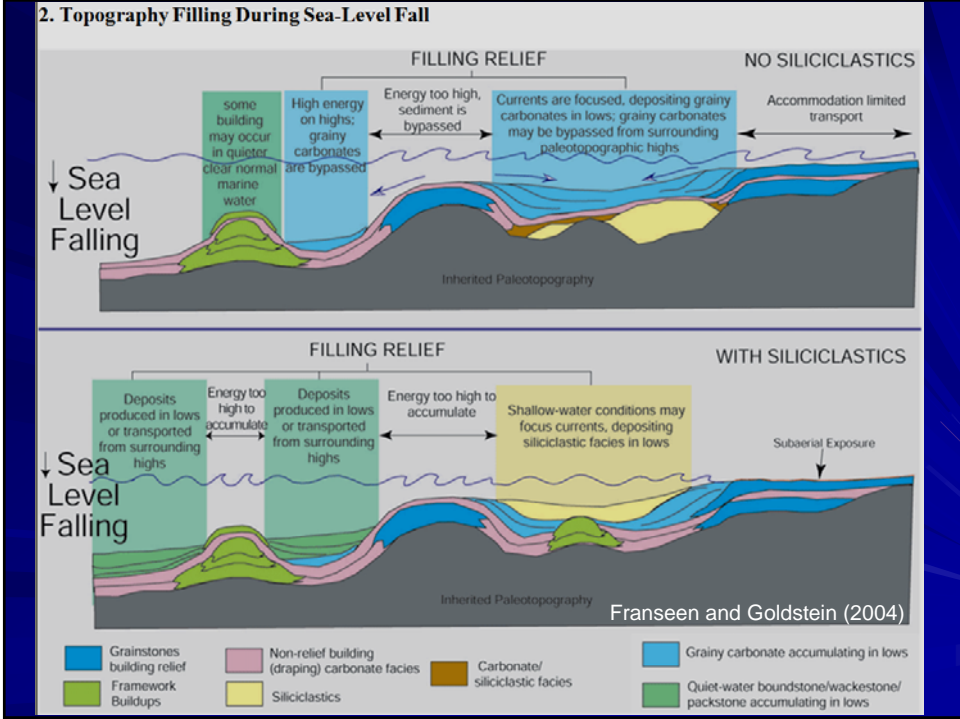 2. Topography Filling During Sea-Level Fall
FILLING RELIEF
NO SILICICLASTICS
some
building
may occur
in quieter
clear normal
marine
water
High energy
on highs;
grainy
carbonates
are bypassed
Energy too high,
sediment is
bypassed
Currents are focused, depositing grainy
carbonates in lows; grainy carbonates
may be bypassed from surrounding
paleotopographic highs
Accommodation limited
transport
↓ Sea
Level
Falling
Inherited Paleotopography
FILLING RELIEF
WITH SILICICLASTICS
Deposits
produced in lows
or transported
from surrounding
highs
Energy too
high to
accumulate
Deposits
produced in lows
or transported
from surrounding
highs
Energy too high to
accumulate
Shallow-water conditions may
focus currents, depositing
siliciclastic facies in lows
Subaerial Exposure
↓ Sea
Level
Falling
Inherited Paleotopography
Franseen and Goldstein (2004)
Grainstones
building relief
Framework
Buildups
Non-relief building
(draping) carbonate facies
Siliciclastics
Carbonate/
siliciclastic facies
Grainy carbonate accumulating in lows
Quiet-water boundstone/wackestone/
packstone accumulating in lows